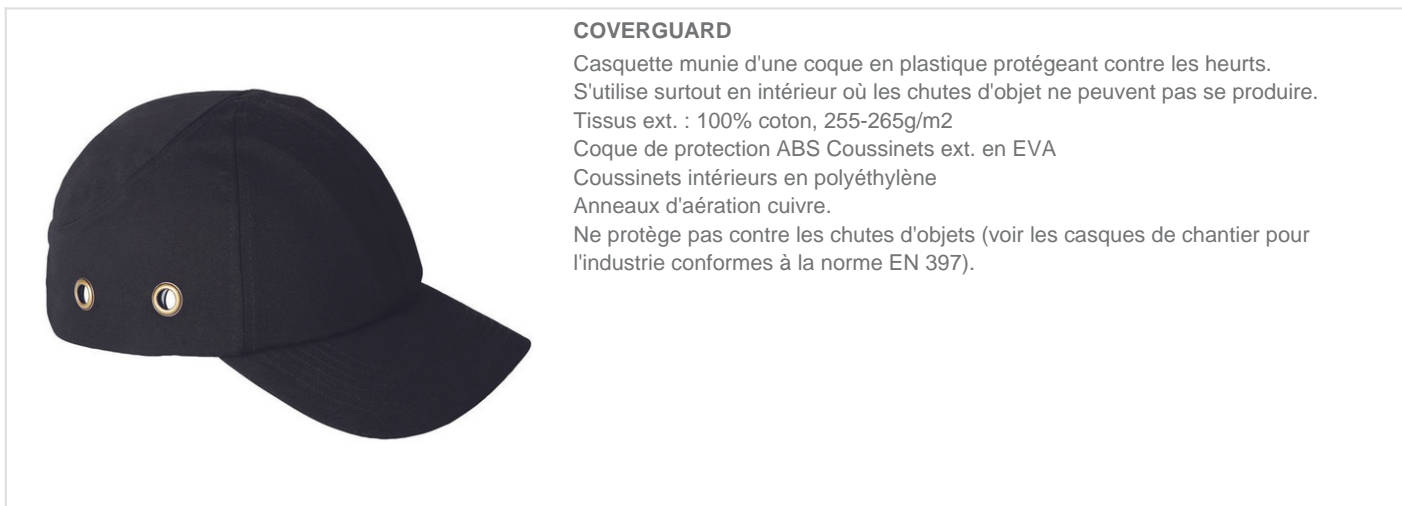 COVERGUARD
Casquette munie d'une coque en plastique protégeant contre les heurts.
S'utilise surtout en intérieur où les chutes d'objet ne peuvent pas se produire.
Tissus ext. : 100% coton, 255-265g/m2
Coque de protection ABS Coussinets ext. en EVA
Coussinets intérieurs en polyéthylène
Anneaux d'aération cuivre.
Ne protège pas contre les chutes d'objets (voir les casques de chantier pour
l'industrie conformes à la norme EN 397).